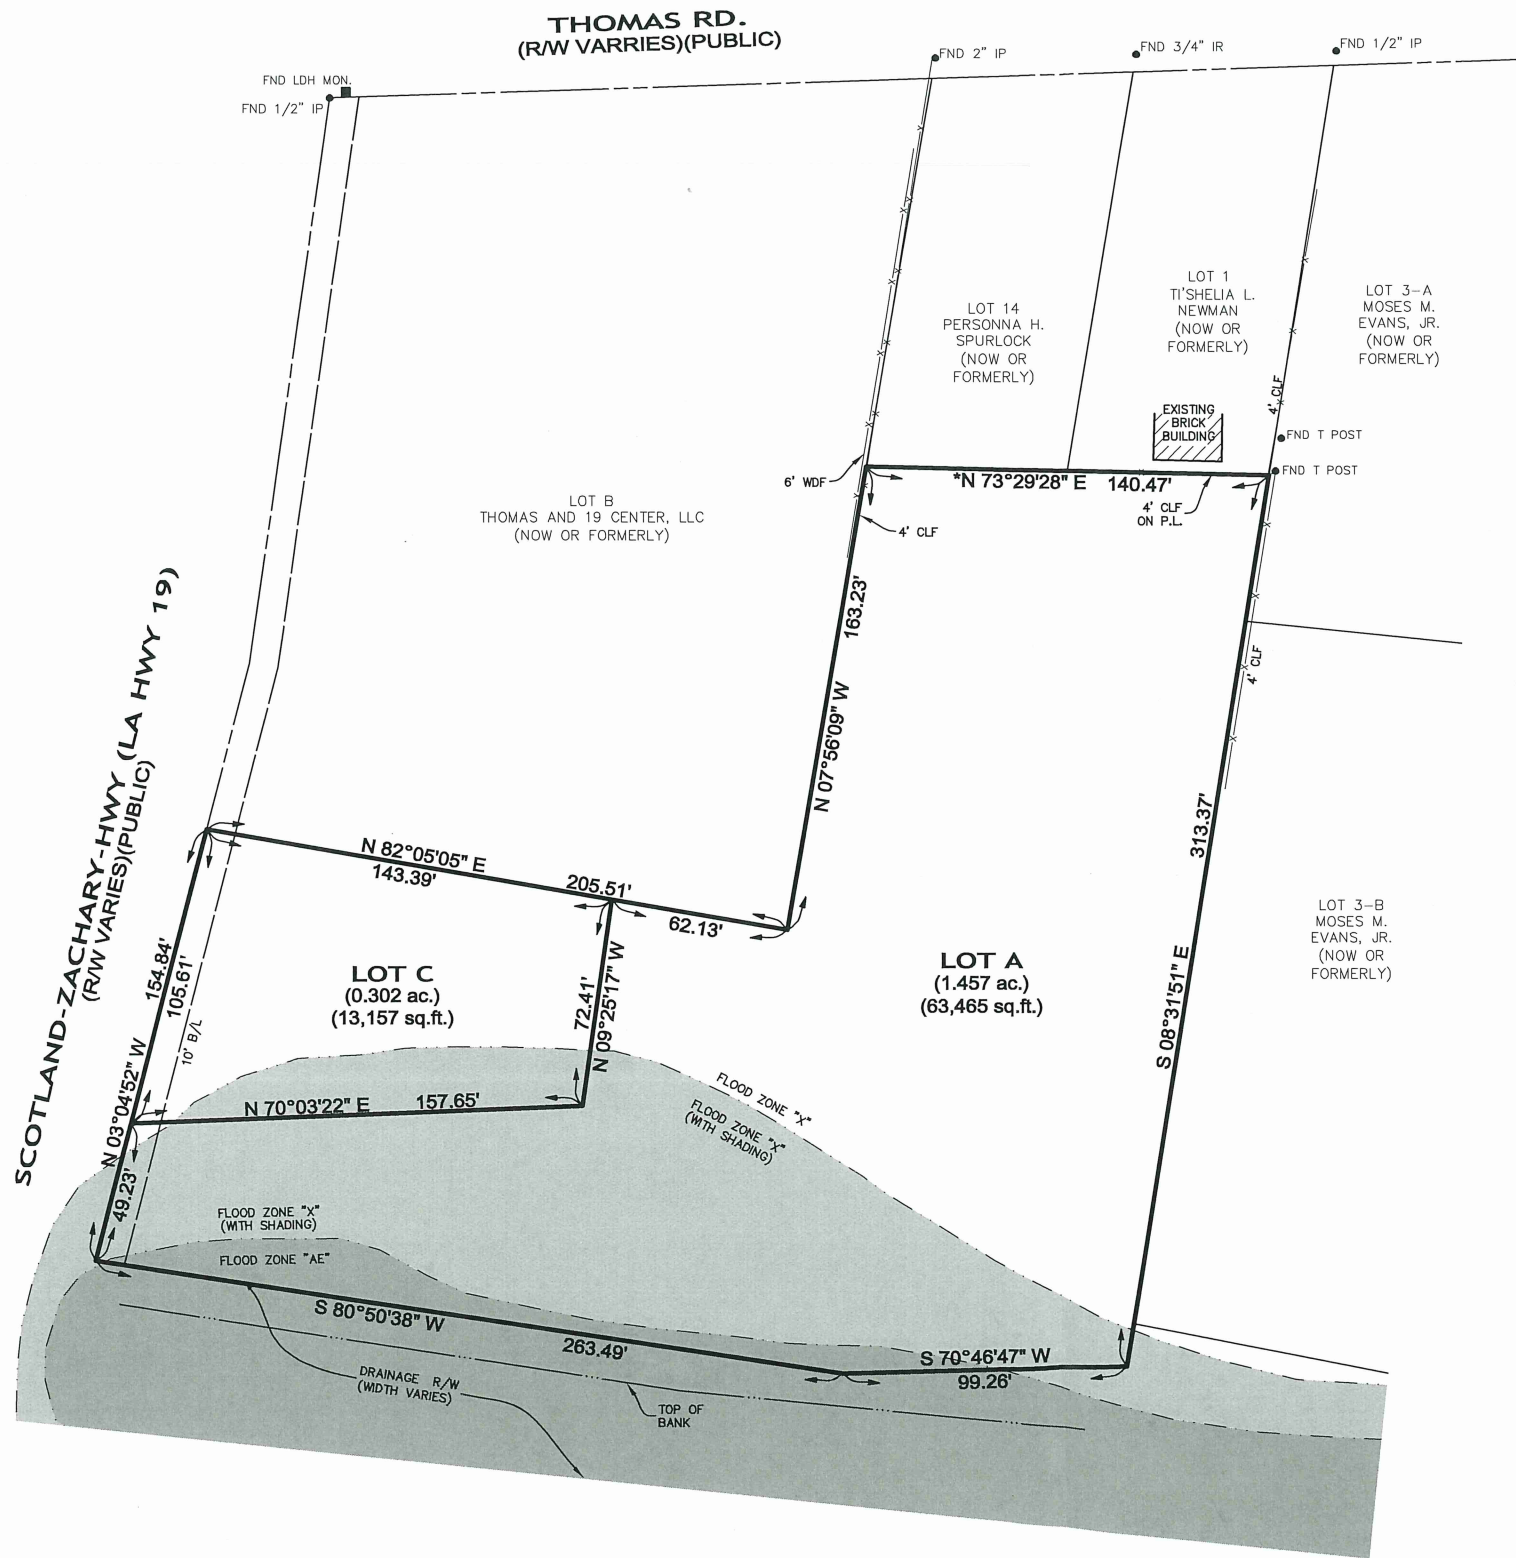 THOMAS RD.
(R/W VARRIES)(PUBLIC)
FND 2" IP
FND 3/4" IR
FND 1/2" IP
FND LDH MON.
FND 1/2" IP
LOT 14
PERSONNA H.
SPURLOCK
(NOW OR
FORMERLY)
LOT 1
TI'SHELIA L.
NEWMAN
(NOW OR
FORMERLY)
LOT 3-A
MOSES M.
EVANS, JR.
(NOW OR
FORMERLY)
4' CLF
EXISTING
BRICK
BUILDING
FND T POST
FND T POST
6' WDF
*N 73°29'28" E 140.47'
4' CLF
ON P.L.
4' CLF
LOT B
THOMAS AND 19 CENTER, LLC
(NOW OR FORMERLY)
163.23'
N 07°56'09" W
4' CLF
SCOTLAND-ZACHARY-HWY (LA HWY 19)
(R/W VARIES)(PUBLIC)
N 82°05'05" E
143.39'
205.51'
62.13'
313.37'
S 08°31'51" E
LOT 3-B
MOSES M.
EVANS, JR.
(NOW OR
FORMERLY)
154.84'
105.61'
N 03°04'52" W
10' B/L
LOT C
(0.302 ac.)
(13,157 sq.ft.)
72.41'
N 09°25'17" W
LOT A
(1.457 ac.)
(63,465 sq.ft.)
N 70°03'22" E 157.65'
FLOOD ZONE "X"
FLOOD ZONE "X"
(WITH SHADING)
49.23'
FLOOD ZONE "X"
(WITH SHADING)
FLOOD ZONE "AE"
S 80°50'38" W
263.49'
S 70°46'47" W
99.26'
DRAINAGE R/W
(WIDTH VARIES)
TOP OF
BANK